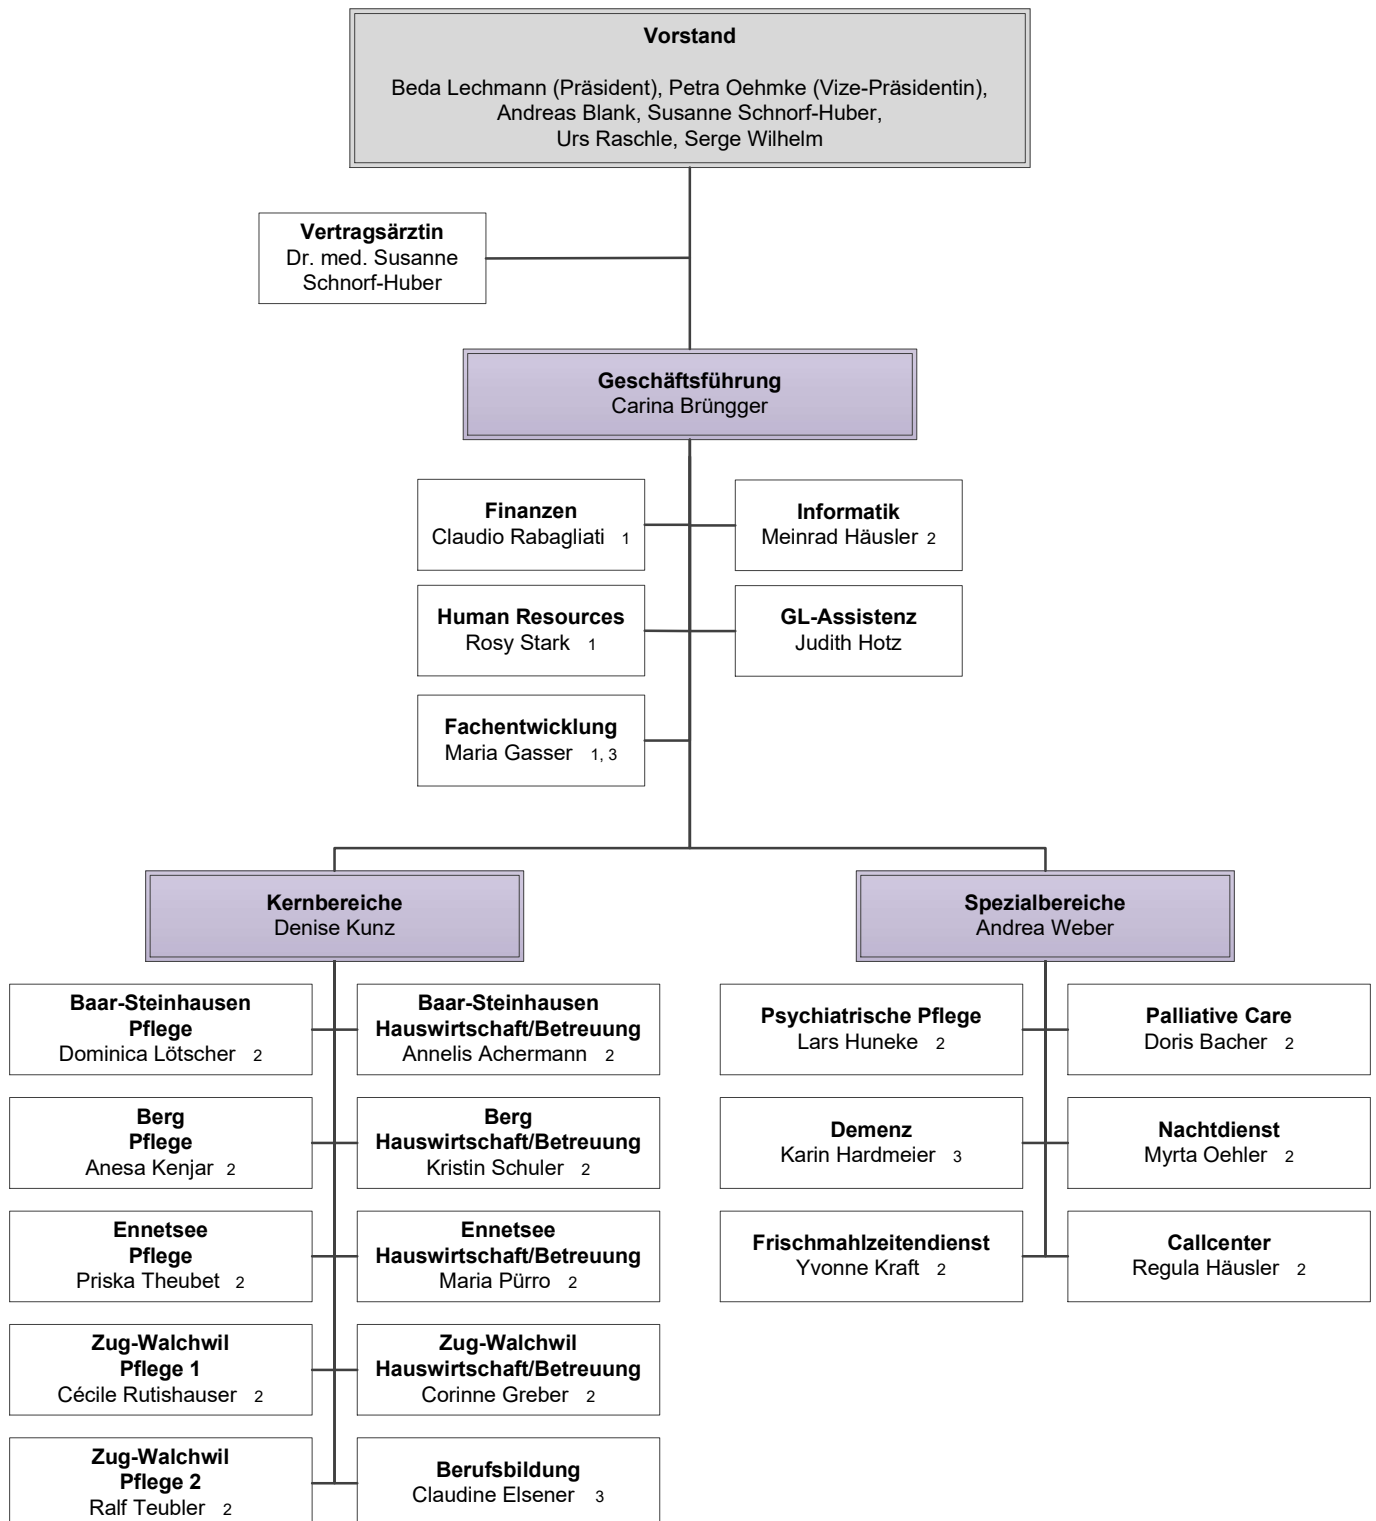 Vorstand
Beda Lechmann (Präsident), Petra Oehmke (Vize-Präsidentin),
Andreas Blank, Susanne Schnorf-Huber,
Urs Raschle, Serge Wilhelm
Vertragsärztin
Dr. med. Susanne
Schnorf-Huber
Geschäftsführung
Carina Brüngger
Finanzen
Claudio Rabagliati 1
Informatik
Meinrad Häusler 2
Human Resources
Rosy Stark 1
GL-Assistenz
Judith Hotz
Fachentwicklung
Maria Gasser 1, 3
Kernbereiche
Denise Kunz
Spezialbereiche
Andrea Weber
Baar-Steinhausen
Pflege
Dominica Lötscher 2
Baar-Steinhausen
Hauswirtschaft/Betreuung
Annelis Achermann 2
Psychiatrische Pflege
Lars Huneke 2
Palliative Care
Doris Bacher 2
Berg
Pflege
Anesa Kenjar 2
Berg
Hauswirtschaft/Betreuung
Kristin Schuler 2
Demenz
Karin Hardmeier 3
Nachtdienst
Myrta Oehler 2
Ennetsee
Pflege
Priska Theubet 2
Ennetsee
Hauswirtschaft/Betreuung
Maria Pürro 2
Frischmahlzeitendienst
Yvonne Kraft 2
Callcenter
Regula Häusler 2
Zug-Walchwil
Pflege 1
Cécile Rutishauser 2
Zug-Walchwil
Hauswirtschaft/Betreuung
Corinne Greber 2
Zug-Walchwil
Pflege 2
Ralf Teubler 2
Berufsbildung
Claudine Elsener 3